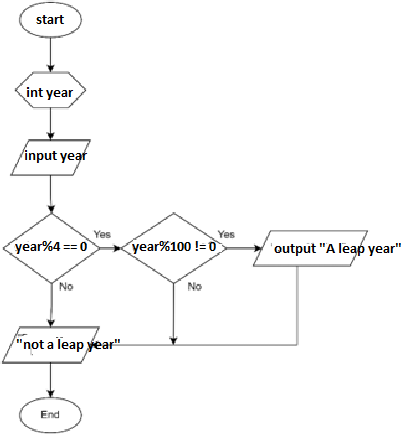 start
int year
input year
year%4 == 0
Yes
year%100 != 0
Yes
output "A leap year"
No
No
"not a leap year"
End